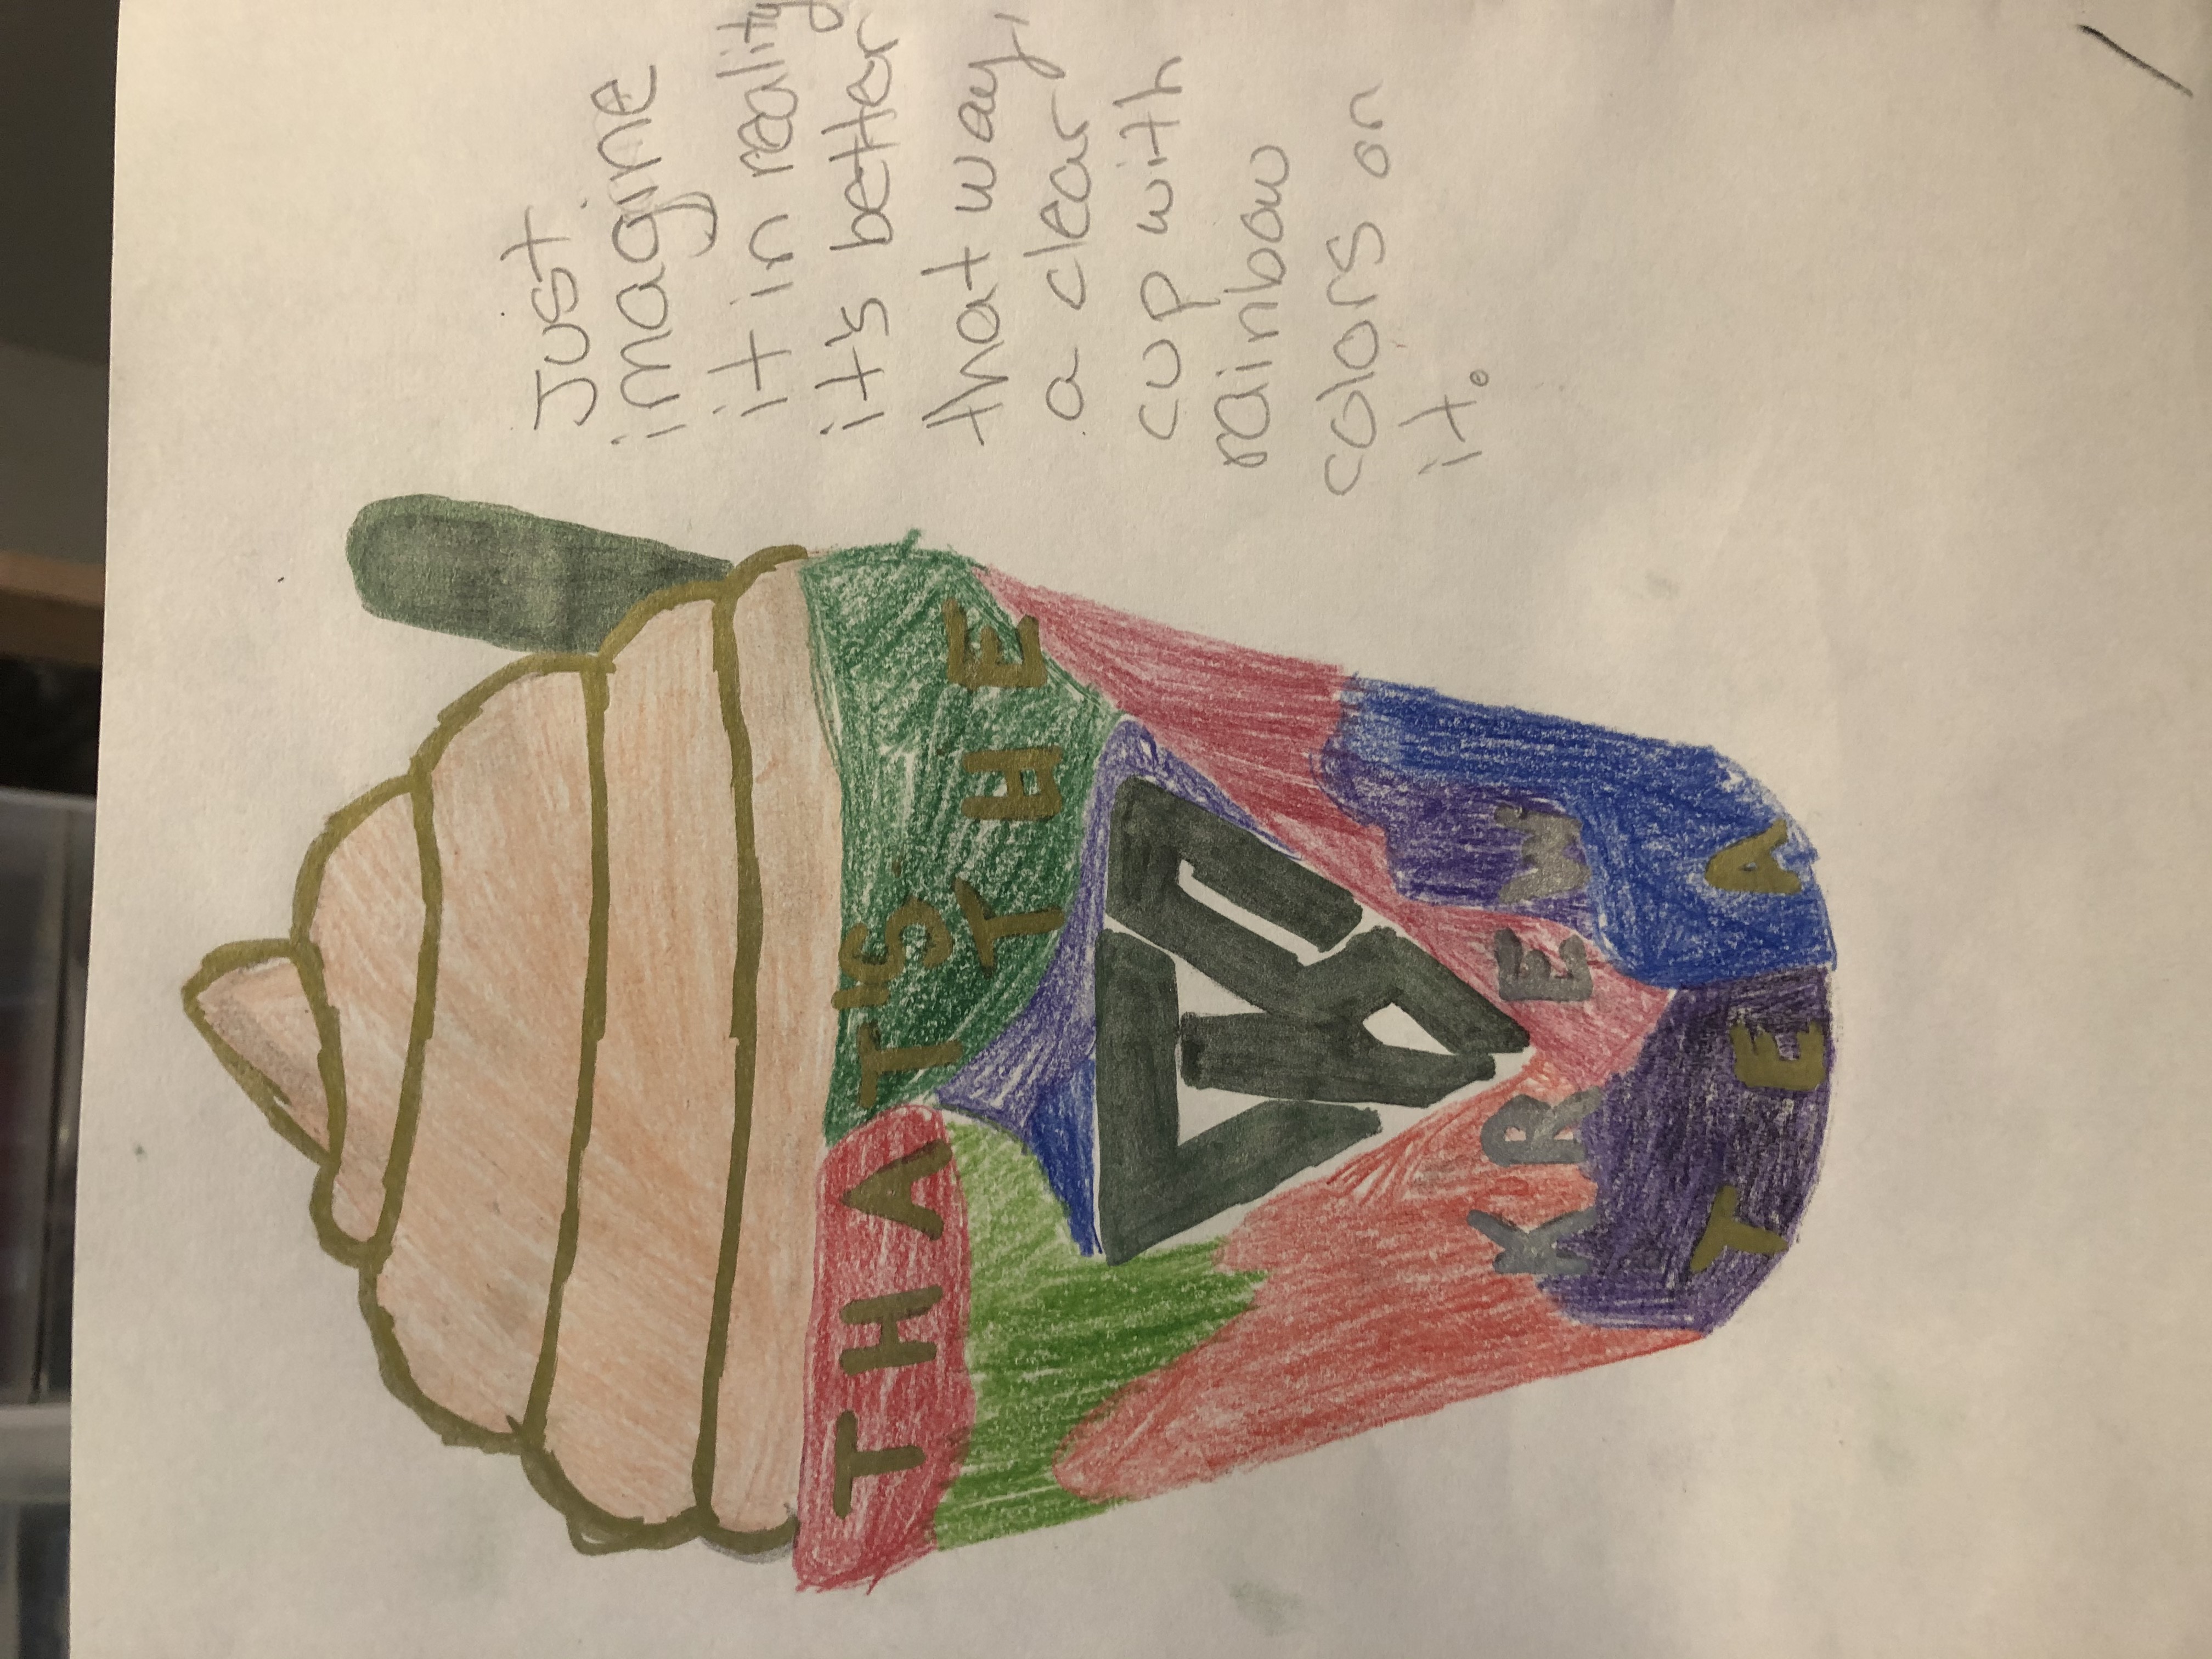 THAT'S
THE
K
KREW
TEA
Just
imagine
it in reality
it's better
that way,
a clear
cup with
rainbow
colors on
it.